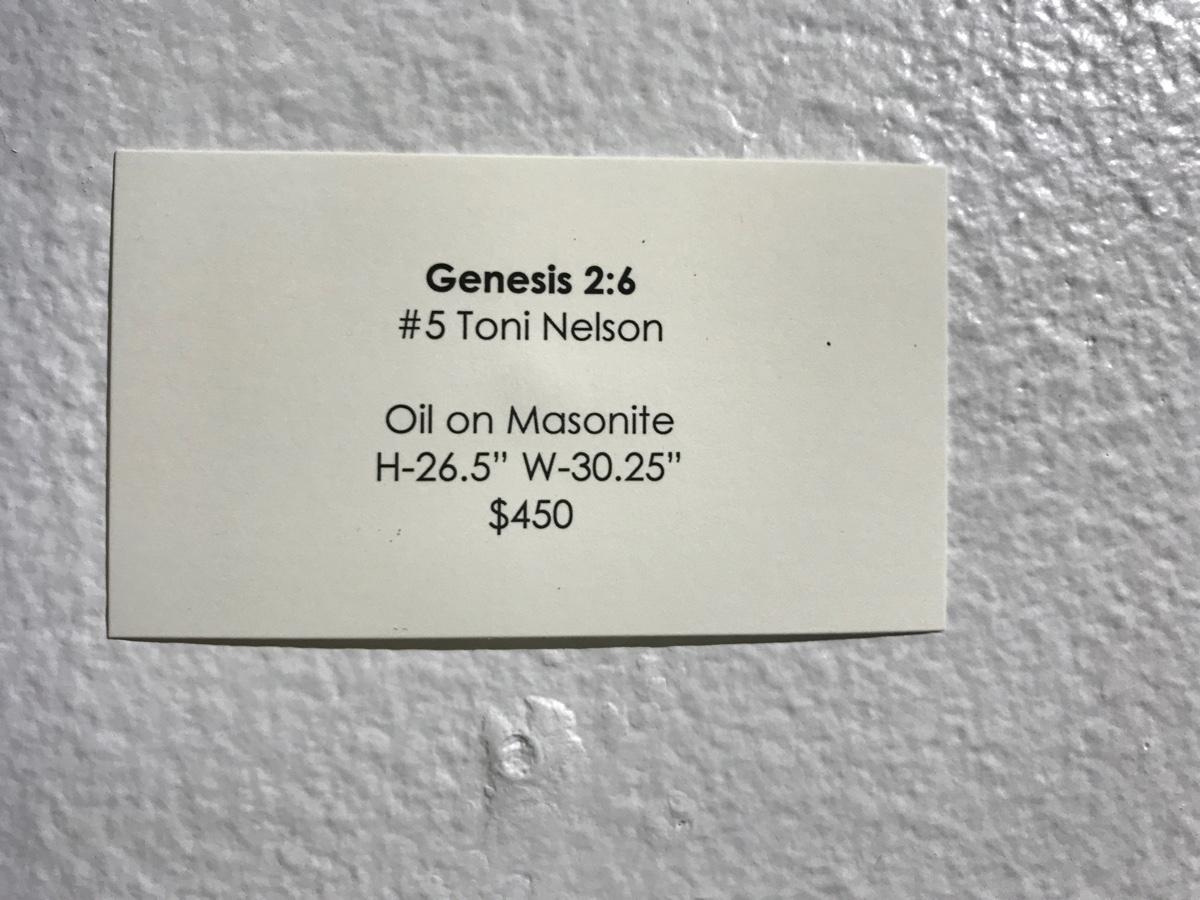 Genesis 2:6
#5 Toni Nelson
Oil on Masonite
H-26.5” W-30.25”
$450